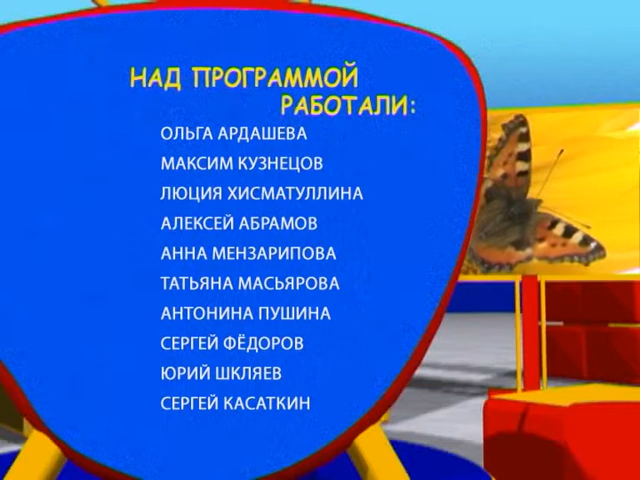 НАД ПРОГРАММОЙ
РАБОТАЛИ:
ОЛЬГА АРДАШЕВА
МАКСИМ КУЗНЕЦОВ
ЛЮЦИЯ ХИСМАТУЛЛИНА
АЛЕКСЕЙ АБРАМОВ
АННА МЕНЗАРИПОВА
ТАТЬЯНА МАСЬЯРОВА
АНТОНИНА ПУШИНА
СЕРГЕЙ ФЁДОРОВ
ЮРИЙ ШКЛЯЕВ
СЕРГЕЙ КАСАТКИН